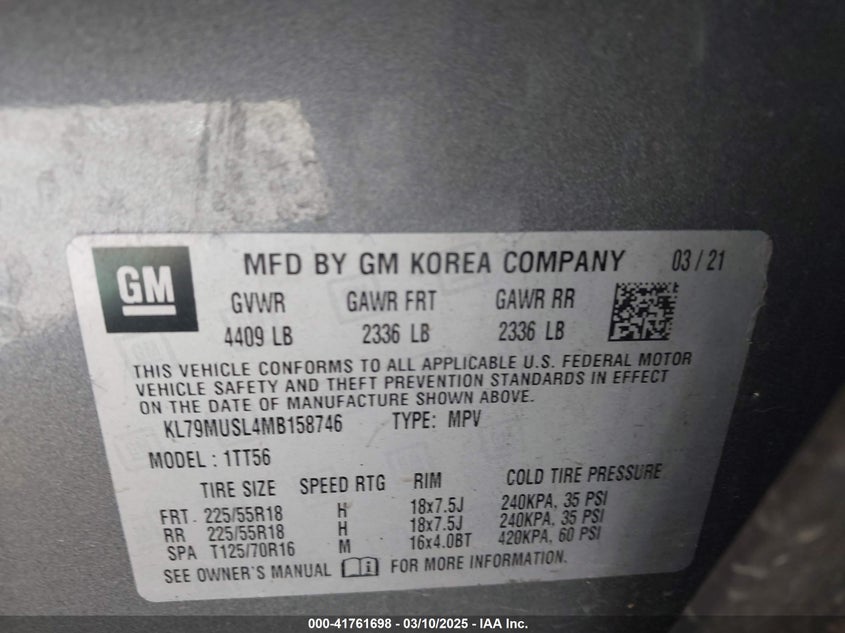 GM
MFD BY GM KOREA COMPANY 03/21
GVWR GAWR FRT GAWR RR
4409 LB 2336 LB 2336 LB
THIS VEHICLE CONFORMS TO ALL APPLICABLE U.S. FEDERAL MOTOR
VEHICLE SAFETY AND THEFT PREVENTION STANDARDS IN EFFECT
ON THE DATE OF MANUFACTURE SHOWN ABOVE.
KL79MUSL4MB158746 TYPE: MPV
MODEL : 1TT56
TIRE SIZE SPEED RTG RIM COLD TIRE PRESSURE
FRT 225/55R18 H 18x7.5J 240KPA, 35 PSI
RR 225/55R18 H 18x7.5J 240KPA, 35 PSI
SPA T125/70R16 M 16x4.0BT 420KPA, 60 PSI
SEE OWNER'S MANUAL i FOR MORE INFORMATION.
000-41761698 - 03/10/2025 - IAA Inc.